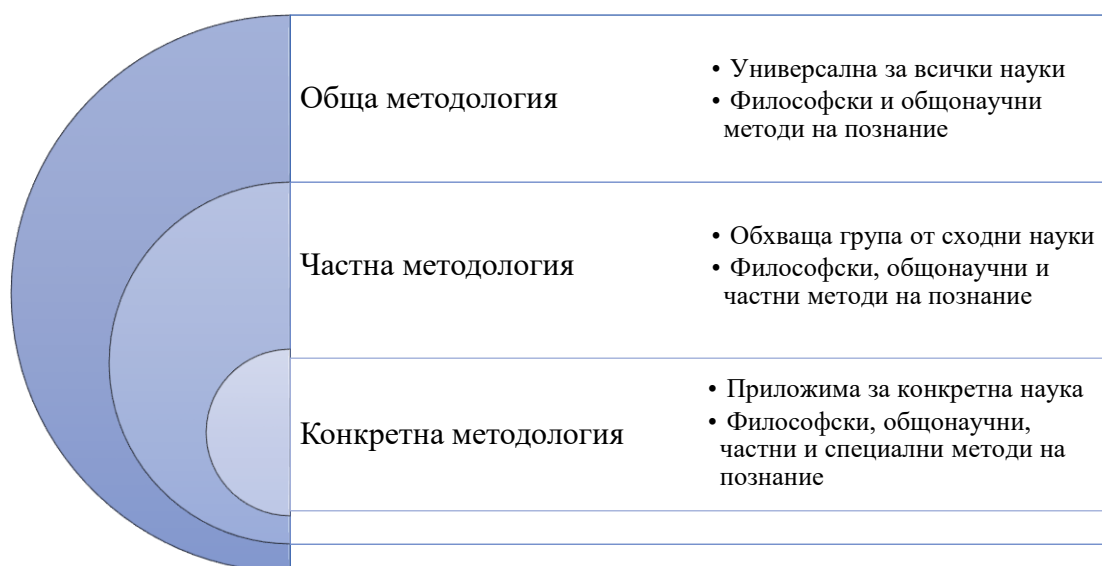 Обща методология
• Универсална за всички науки
• Философски и общонаучни
методи на познание
Частна методология
• Обхваща група от сходни науки
• Философски, общонаучни и
частни методи на познание
Конкретна методология
• Приложима за конкретна наука
• Философски, общонаучни,
частни и специални методи на
познание